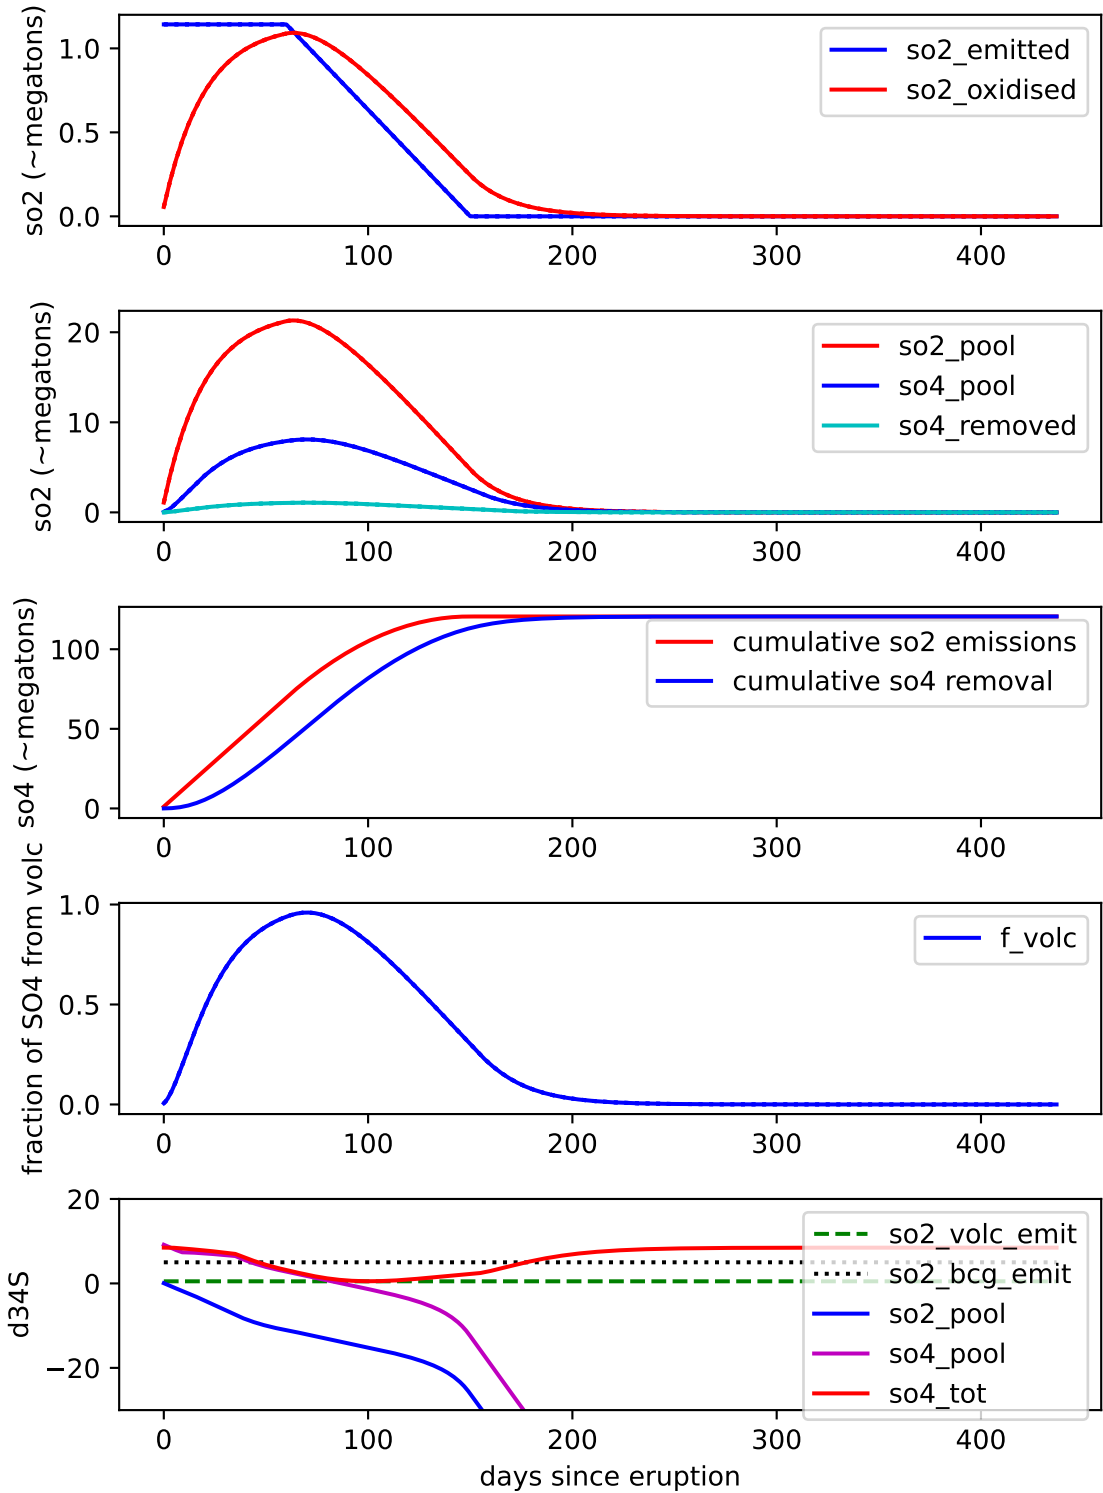 so2 (~megatons)
1.0
0.5
0.0
so2_emitted
so2_oxidised
0 100 200 300 400
so2 (~megatons)
20
10
0
so2_pool
so4_pool
so4_removed
0 100 200 300 400
so4 (~megatons)
100
50
0
cumulative so2 emissions
cumulative so4 removal
0 100 200 300 400
fraction of SO4 from volc
1.0
0.5
0.0
f_volc
0 100 200 300 400
d34S
20
0
−20
so2_volc_emit
so2_bcg_emit
so2_pool
so4_pool
so4_tot
0 100 200 300 400
days since eruption